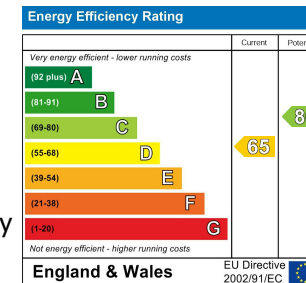 Energy Efficiency Rating
Current
Very energy efficient - lower running costs
(92 plus) A
(81-91) B
(69-80) C
(55-68) D
65
(39-54) E
(21-38) F
(1-20) G
Not energy efficient - higher running costs
England & Wales
EU Directive
2002/91/EC